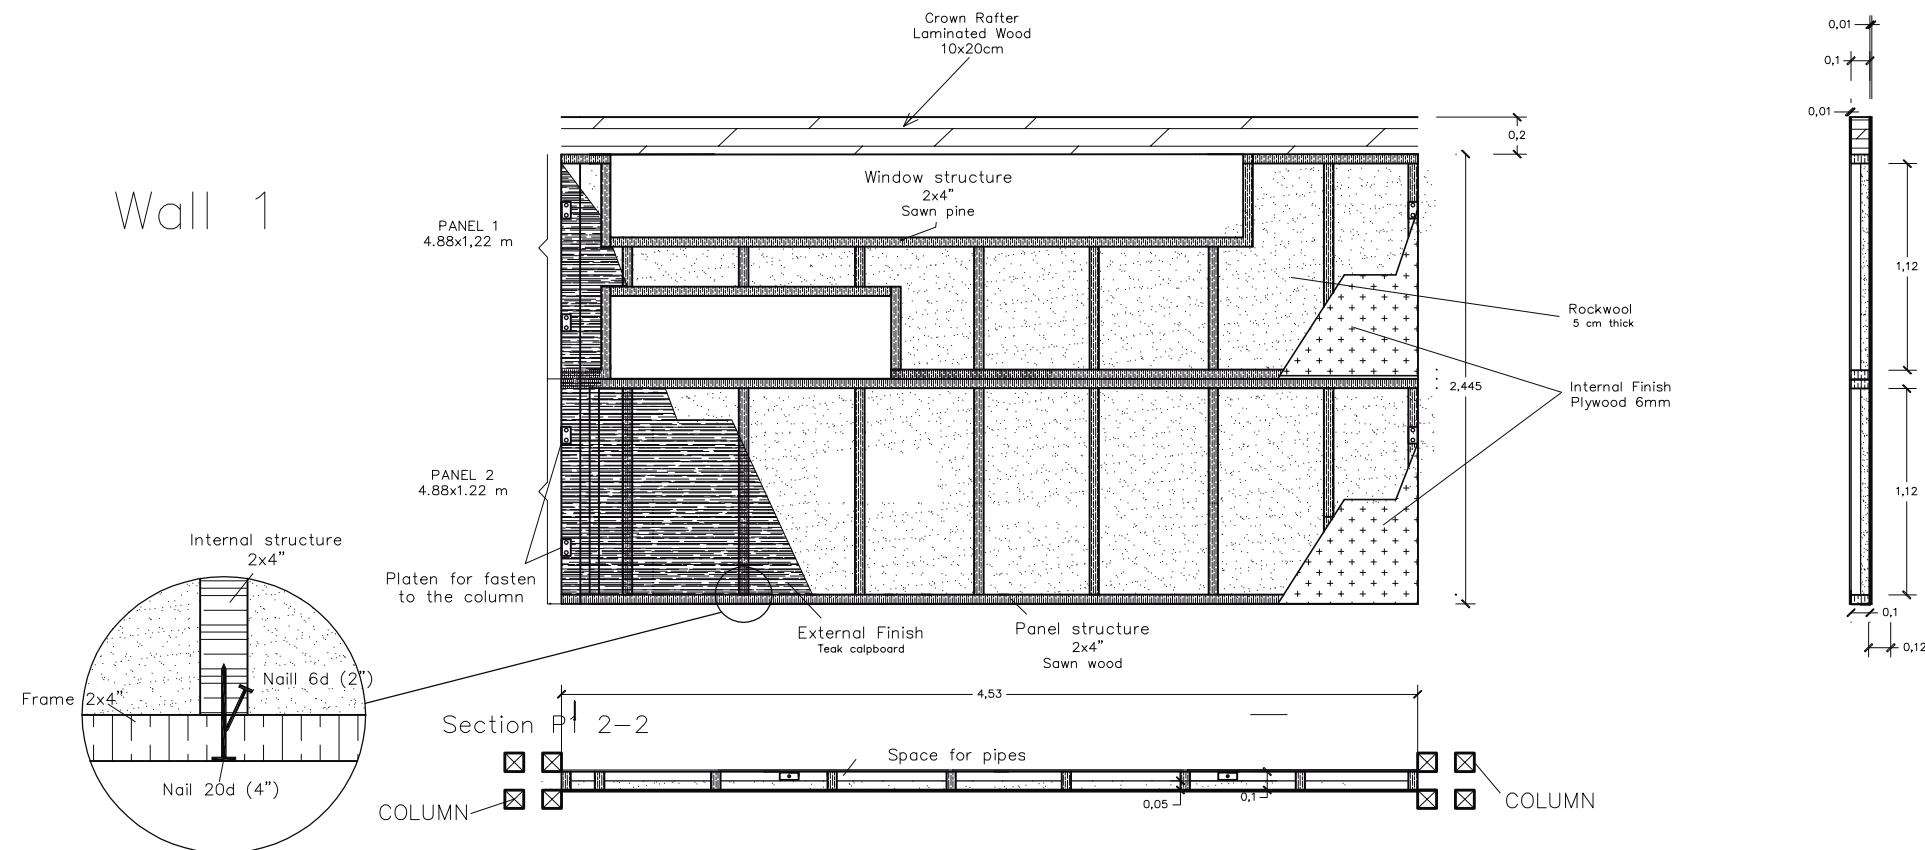 Crown Rafter
Laminated Wood
10x20cm
0,01
0,1
0,01
0,2
Wall 1
PANEL 1
4.88x1,22 m
Window structure
2x4"
Sawn pine
1,12
Rockwool
5 cm thick
2,445
Internal Finish
Plywood 6mm
PANEL 2
4.88x1.22 m
1,12
Internal structure
2x4"
Platen for fasten
to the column
External Finish
Teak calpboard
Panel structure
2x4"
Sawn wood
0,1
0,12
Naill 6d (2")
Frame 2x4"
Nail 20d (4")
4,53
Section P1 2-2
Space for pipes
0,05
0,1
COLUMN
COLUMN